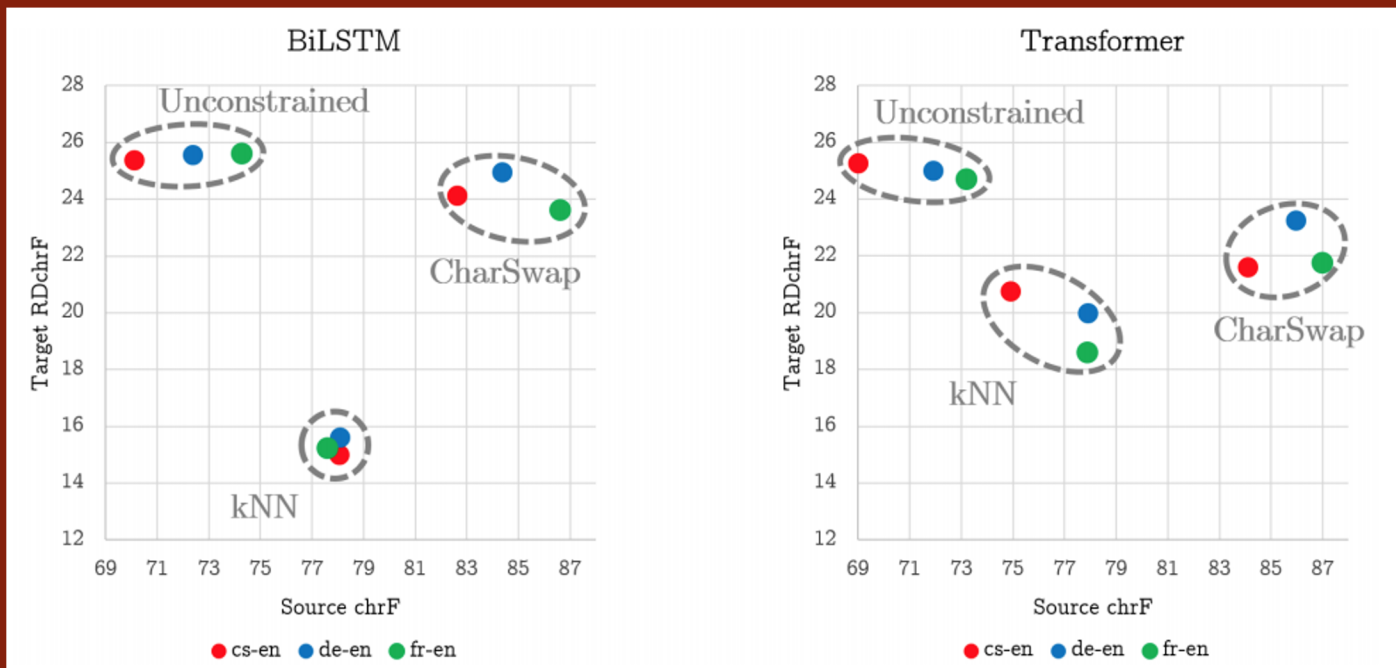 BiLSTM
28
26
24
22
20
18
16
14
12
Target RDchrF
Unconstrained
CharSwap
kNN
69 71 73 75 77 79 81 83 85 87
Source chrF
cs-en de-en fr-en
Transformer
28
26
24
22
20
18
16
14
12
Target RDchrF
Unconstrained
kNN
CharSwap
69 71 73 75 77 79 81 83 85 87
Source chrF
cs-en de-en fr-en